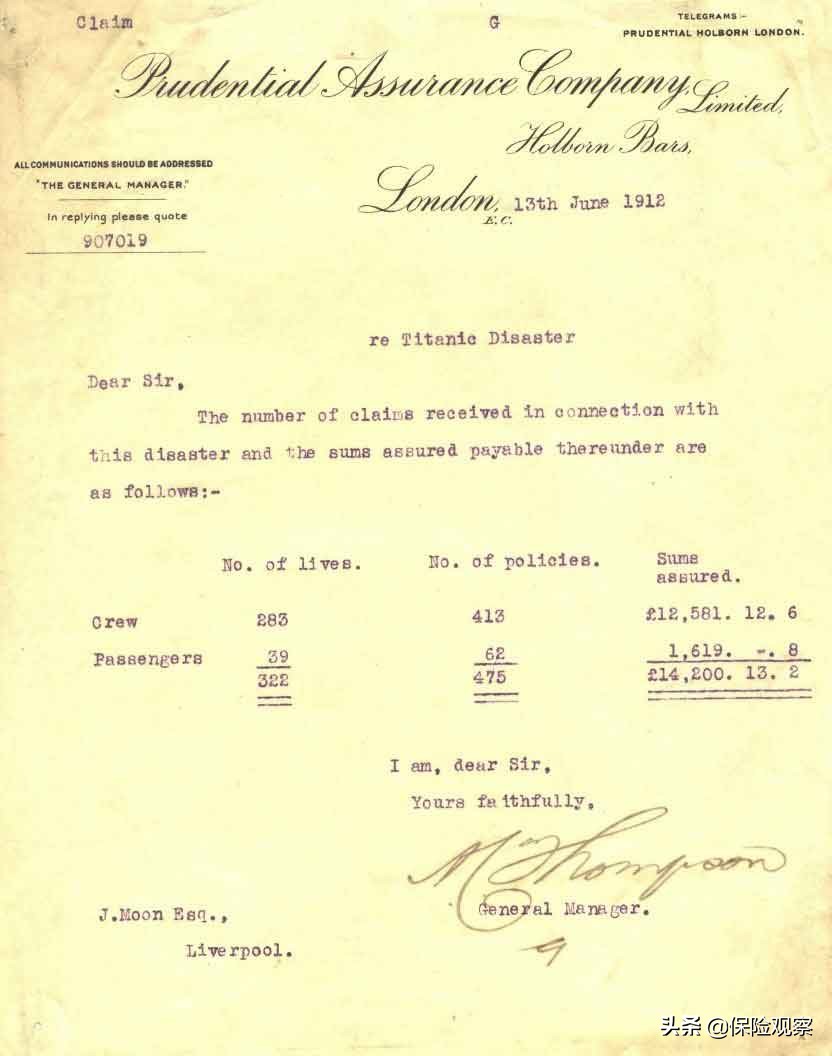 Claim
G
TELEGRAMS:-
PRUDENTIAL HOLBORN LONDON.
Prudential Assurance Company, Limited,
Holborn Bars,
ALL COMMUNICATIONS SHOULD BE ADDRESSED
"THE GENERAL MANAGER."
In replying please quote
907019
London, 13th June 1912
E.C.
re Titanic Disaster
Dear Sir,
The number of claims received in connection with
this disaster and the sums assured payable thereunder are
as follows:-
No. of lives. No. of policies. Sums
assured.
Crew 283 413 £12,581. 12. 6
Passengers 39 62 1,619. -. 8
322 475 £14,200. 13. 2
I am, dear Sir,
Yours faithfully,
Thompson
General Manager.
J.Moon Esq.,
Liverpool.
头条 @保险观察